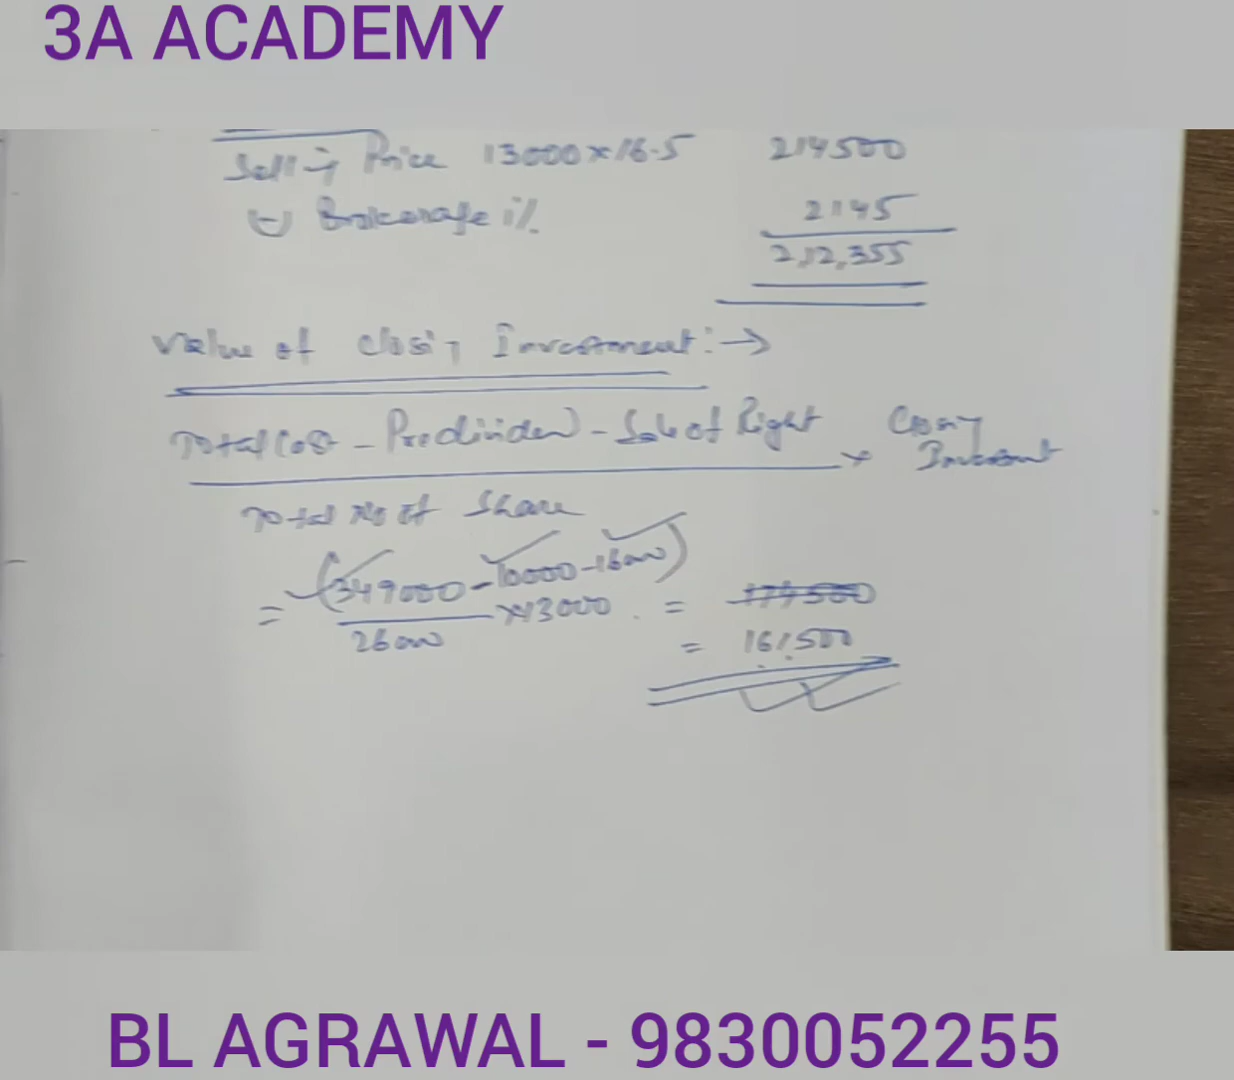 3A ACADEMY
Selling Price 13000 x 16.5 214500
(-) Brokerage 1% 2145
2,12,355
Value of Closing Investment :→
Total Cost - Predividend - Sale of Right x Closing Investment
Total No of Share
= (349000 - 10000 - 16000) / 26000 x 13000 = 174500
= 161500
BL AGRAWAL - 9830052255